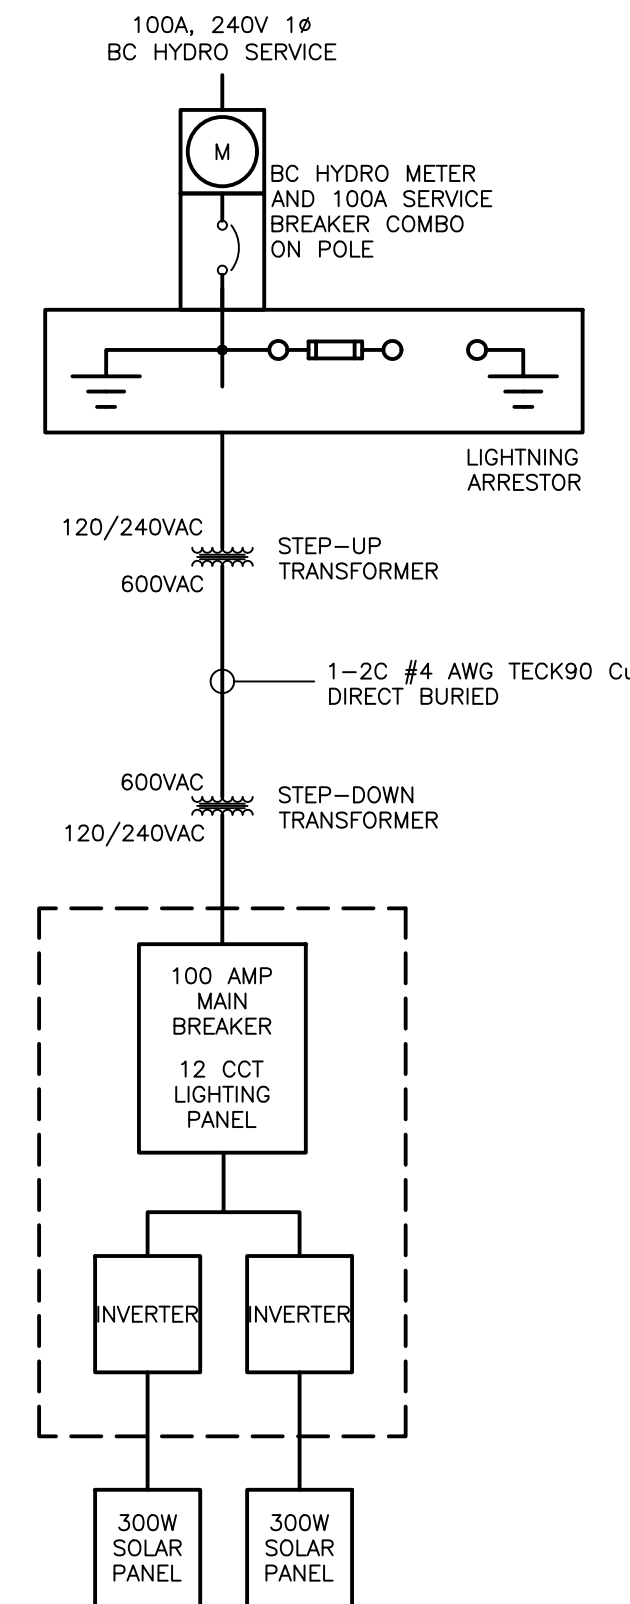 100A, 240V 1ø
BC HYDRO SERVICE
M
BC HYDRO METER
AND 100A SERVICE
BREAKER COMBO
ON POLE
LIGHTNING
ARRESTOR
120/240VAC
STEP-UP
TRANSFORMER
600VAC
1-2C #4 AWG TECK90 Cu
DIRECT BURIED
600VAC
STEP-DOWN
TRANSFORMER
120/240VAC
100 AMP
MAIN
BREAKER
12 CCT
LIGHTING
PANEL
INVERTER
INVERTER
300W
SOLAR
PANEL
300W
SOLAR
PANEL